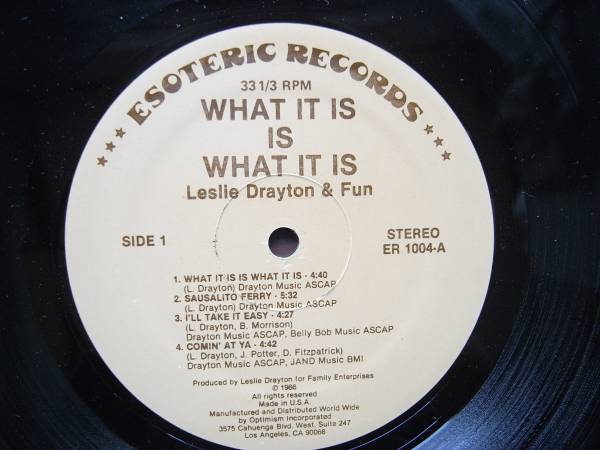 ★★★ ESOTERIC RECORDS ★★★
33 1/3 RPM
WHAT IT IS
IS
WHAT IT IS
Leslie Drayton & Fun
SIDE 1
STEREO
ER 1004-A
1. WHAT IT IS IS WHAT IT IS - 4:40
(L. Drayton) Drayton Music ASCAP
2. SAUSALITO FERRY - 5:32
(L. Drayton) Drayton Music ASCAP
3. I'LL TAKE IT EASY - 4:27
(L. Drayton, B. Morrison)
Drayton Music ASCAP, Belly Bob Music ASCAP
4. COMIN' AT YA - 4:42
(L. Drayton, J. Potter, D. Fitzpatrick)
Drayton Music ASCAP, JAND Music BMI
Produced by Leslie Drayton for Family Enterprises
© 1986
All rights reserved
Made in U.S.A.
Manufactured and Distributed World Wide
by Optimism Incorporated
3575 Cahuenga Blvd. West, Suite 247
Los Angeles, CA 90068